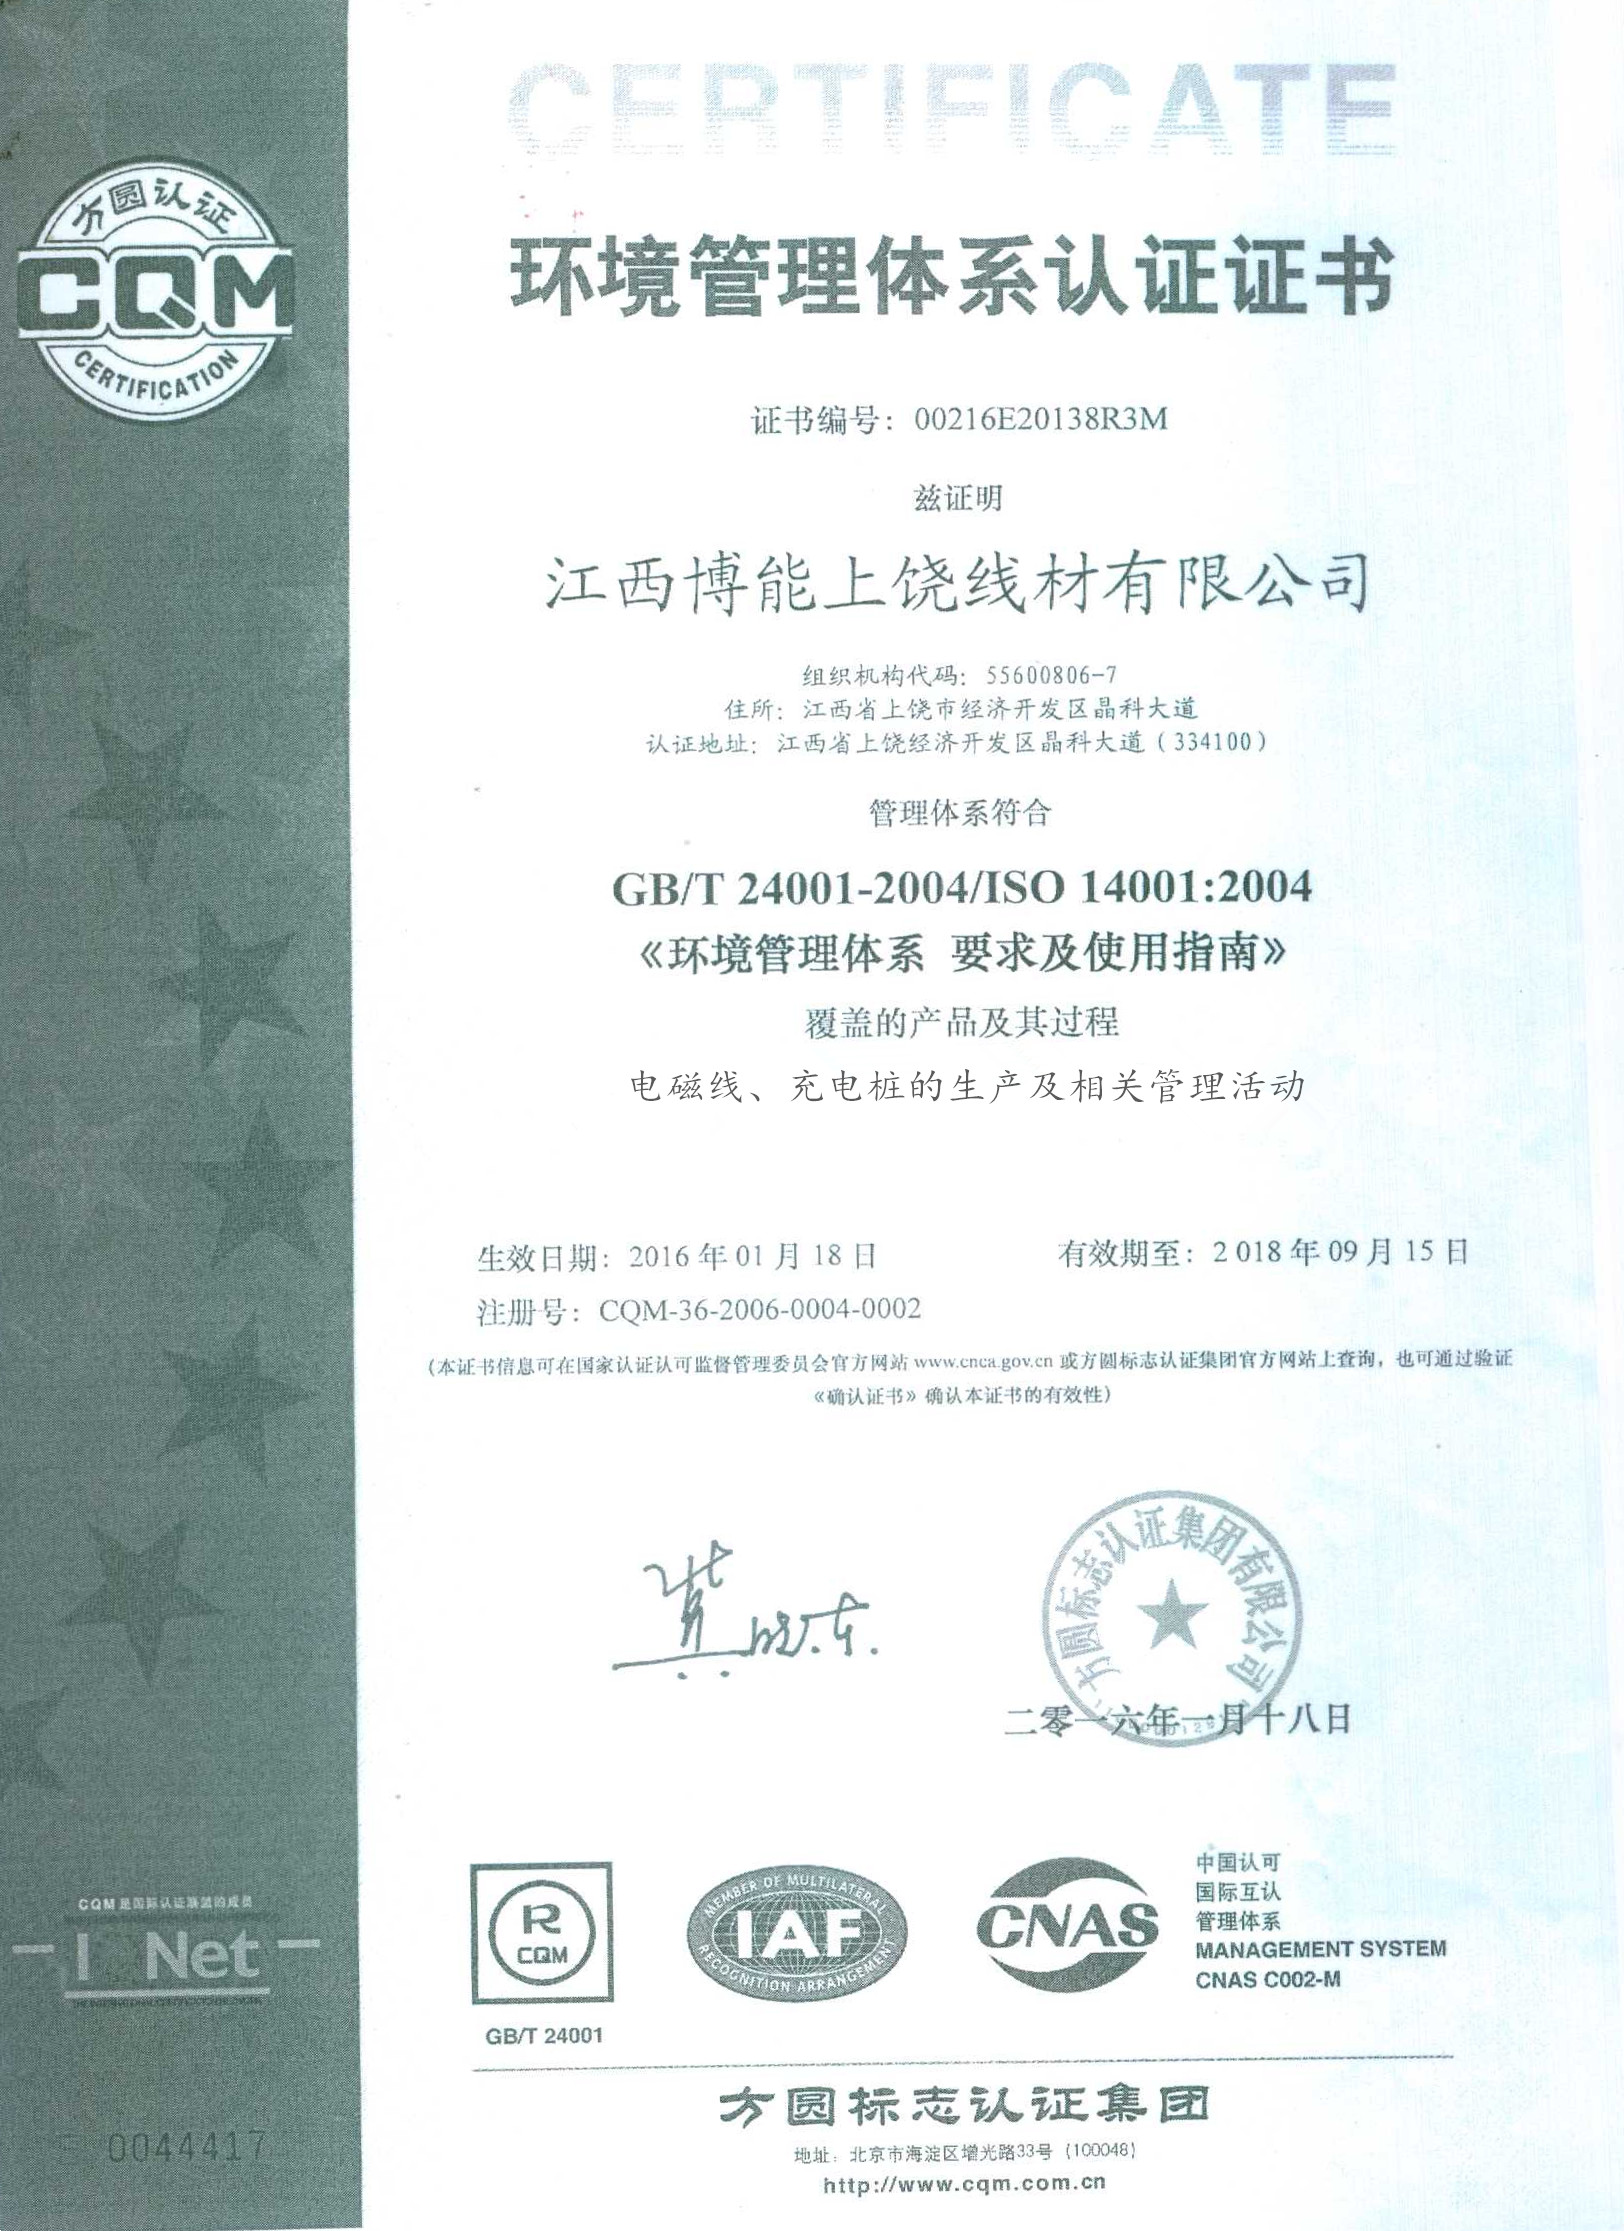 CERTIFICATE
方圆认证
CQM
CERTIFICATION
环境管理体系认证证书
证书编号：00216E20138R3M
兹证明
江西博能上饶线材有限公司
组织机构代码：55600806-7
住所：江西省上饶市经济开发区晶科大道
认证地址：江西省上饶经济开发区晶科大道（334100）
管理体系符合
GB/T 24001-2004/ISO 14001:2004
《环境管理体系 要求及使用指南》
覆盖的产品及其过程
电磁线、充电桩的生产及相关管理活动
生效日期：2016 年 01 月 18 日
有效期至：2 018 年 09 月 15 日
注册号：CQM-36-2006-0004-0002
(本证书信息可在国家认证认可监督管理委员会官方网站 www.cnca.gov.cn 或方圆标志认证集团官方网站上查询，也可通过验证
《确认证书》确认本证书的有效性)
方圆标志认证集团有限公司
二零一六年一月十八日
CQM 是国际认证联盟的成员
Net
R
CQM
GB/T 24001
MEMBER OF MULTILATERAL
IAF
RECOGNITION ARRANGEMENT
CNAS
中国认可
国际互认
管理体系
MANAGEMENT SYSTEM
CNAS C002-M
方圆标志认证集团
地址：北京市海淀区增光路33号 (100048)
http://www.cqm.com.cn
0044417